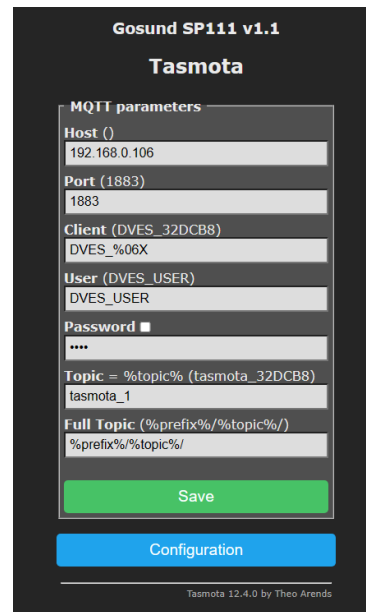 Gosund SP111 v1.1
Tasmota
MQTT parameters
Host ()
192.168.0.106
Port (1883)
1883
Client (DVES_32DCB8)
DVES_%06X
User (DVES_USER)
DVES_USER
Password
••••
Topic = %topic% (tasmota_32DCB8)
tasmota_1
Full Topic (%prefix%/%topic%/)
%prefix%/%topic%/
Save
Configuration
Tasmota 12.4.0 by Theo Arends